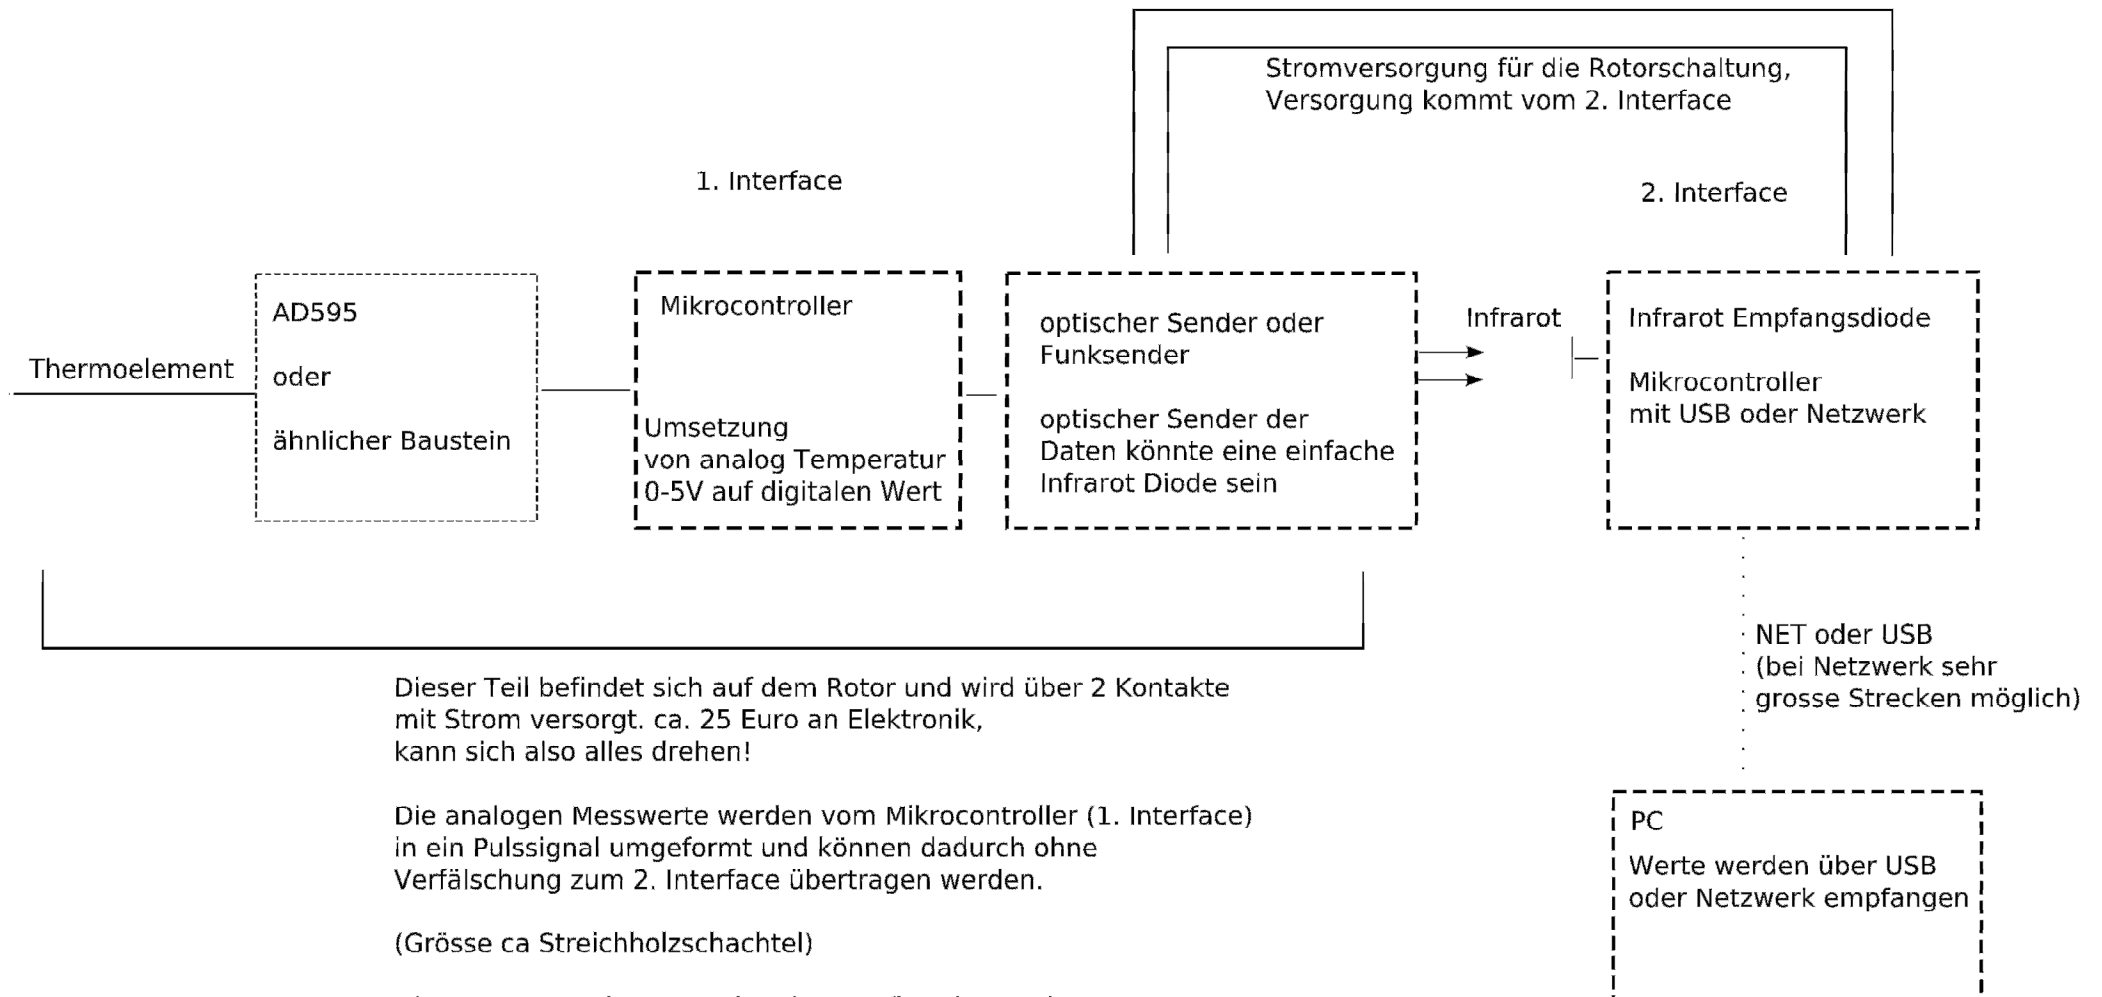 Stromversorgung für die Rotorschaltung,
Versorgung kommt vom 2. Interface
1. Interface
2. Interface
Thermoelement
AD595
oder
ähnlicher Baustein
Mikrocontroller
Umsetzung
von analog Temperatur
0-5V auf digitalen Wert
optischer Sender oder
Funksender
optischer Sender der
Daten könnte eine einfache
Infrarot Diode sein
Infrarot
Infrarot Empfangsdiode
Mikrocontroller
mit USB oder Netzwerk
NET oder USB
(bei Netzwerk sehr
grosse Strecken möglich)
Dieser Teil befindet sich auf dem Rotor und wird über 2 Kontakte
mit Strom versorgt. ca. 25 Euro an Elektronik,
kann sich also alles drehen!
Die analogen Messwerte werden vom Mikrocontroller (1. Interface)
in ein Pulssignal umgeformt und können dadurch ohne
Verfälschung zum 2. Interface übertragen werden.
(Grösse ca Streichholzschachtel)
PC
Werte werden über USB
oder Netzwerk empfangen